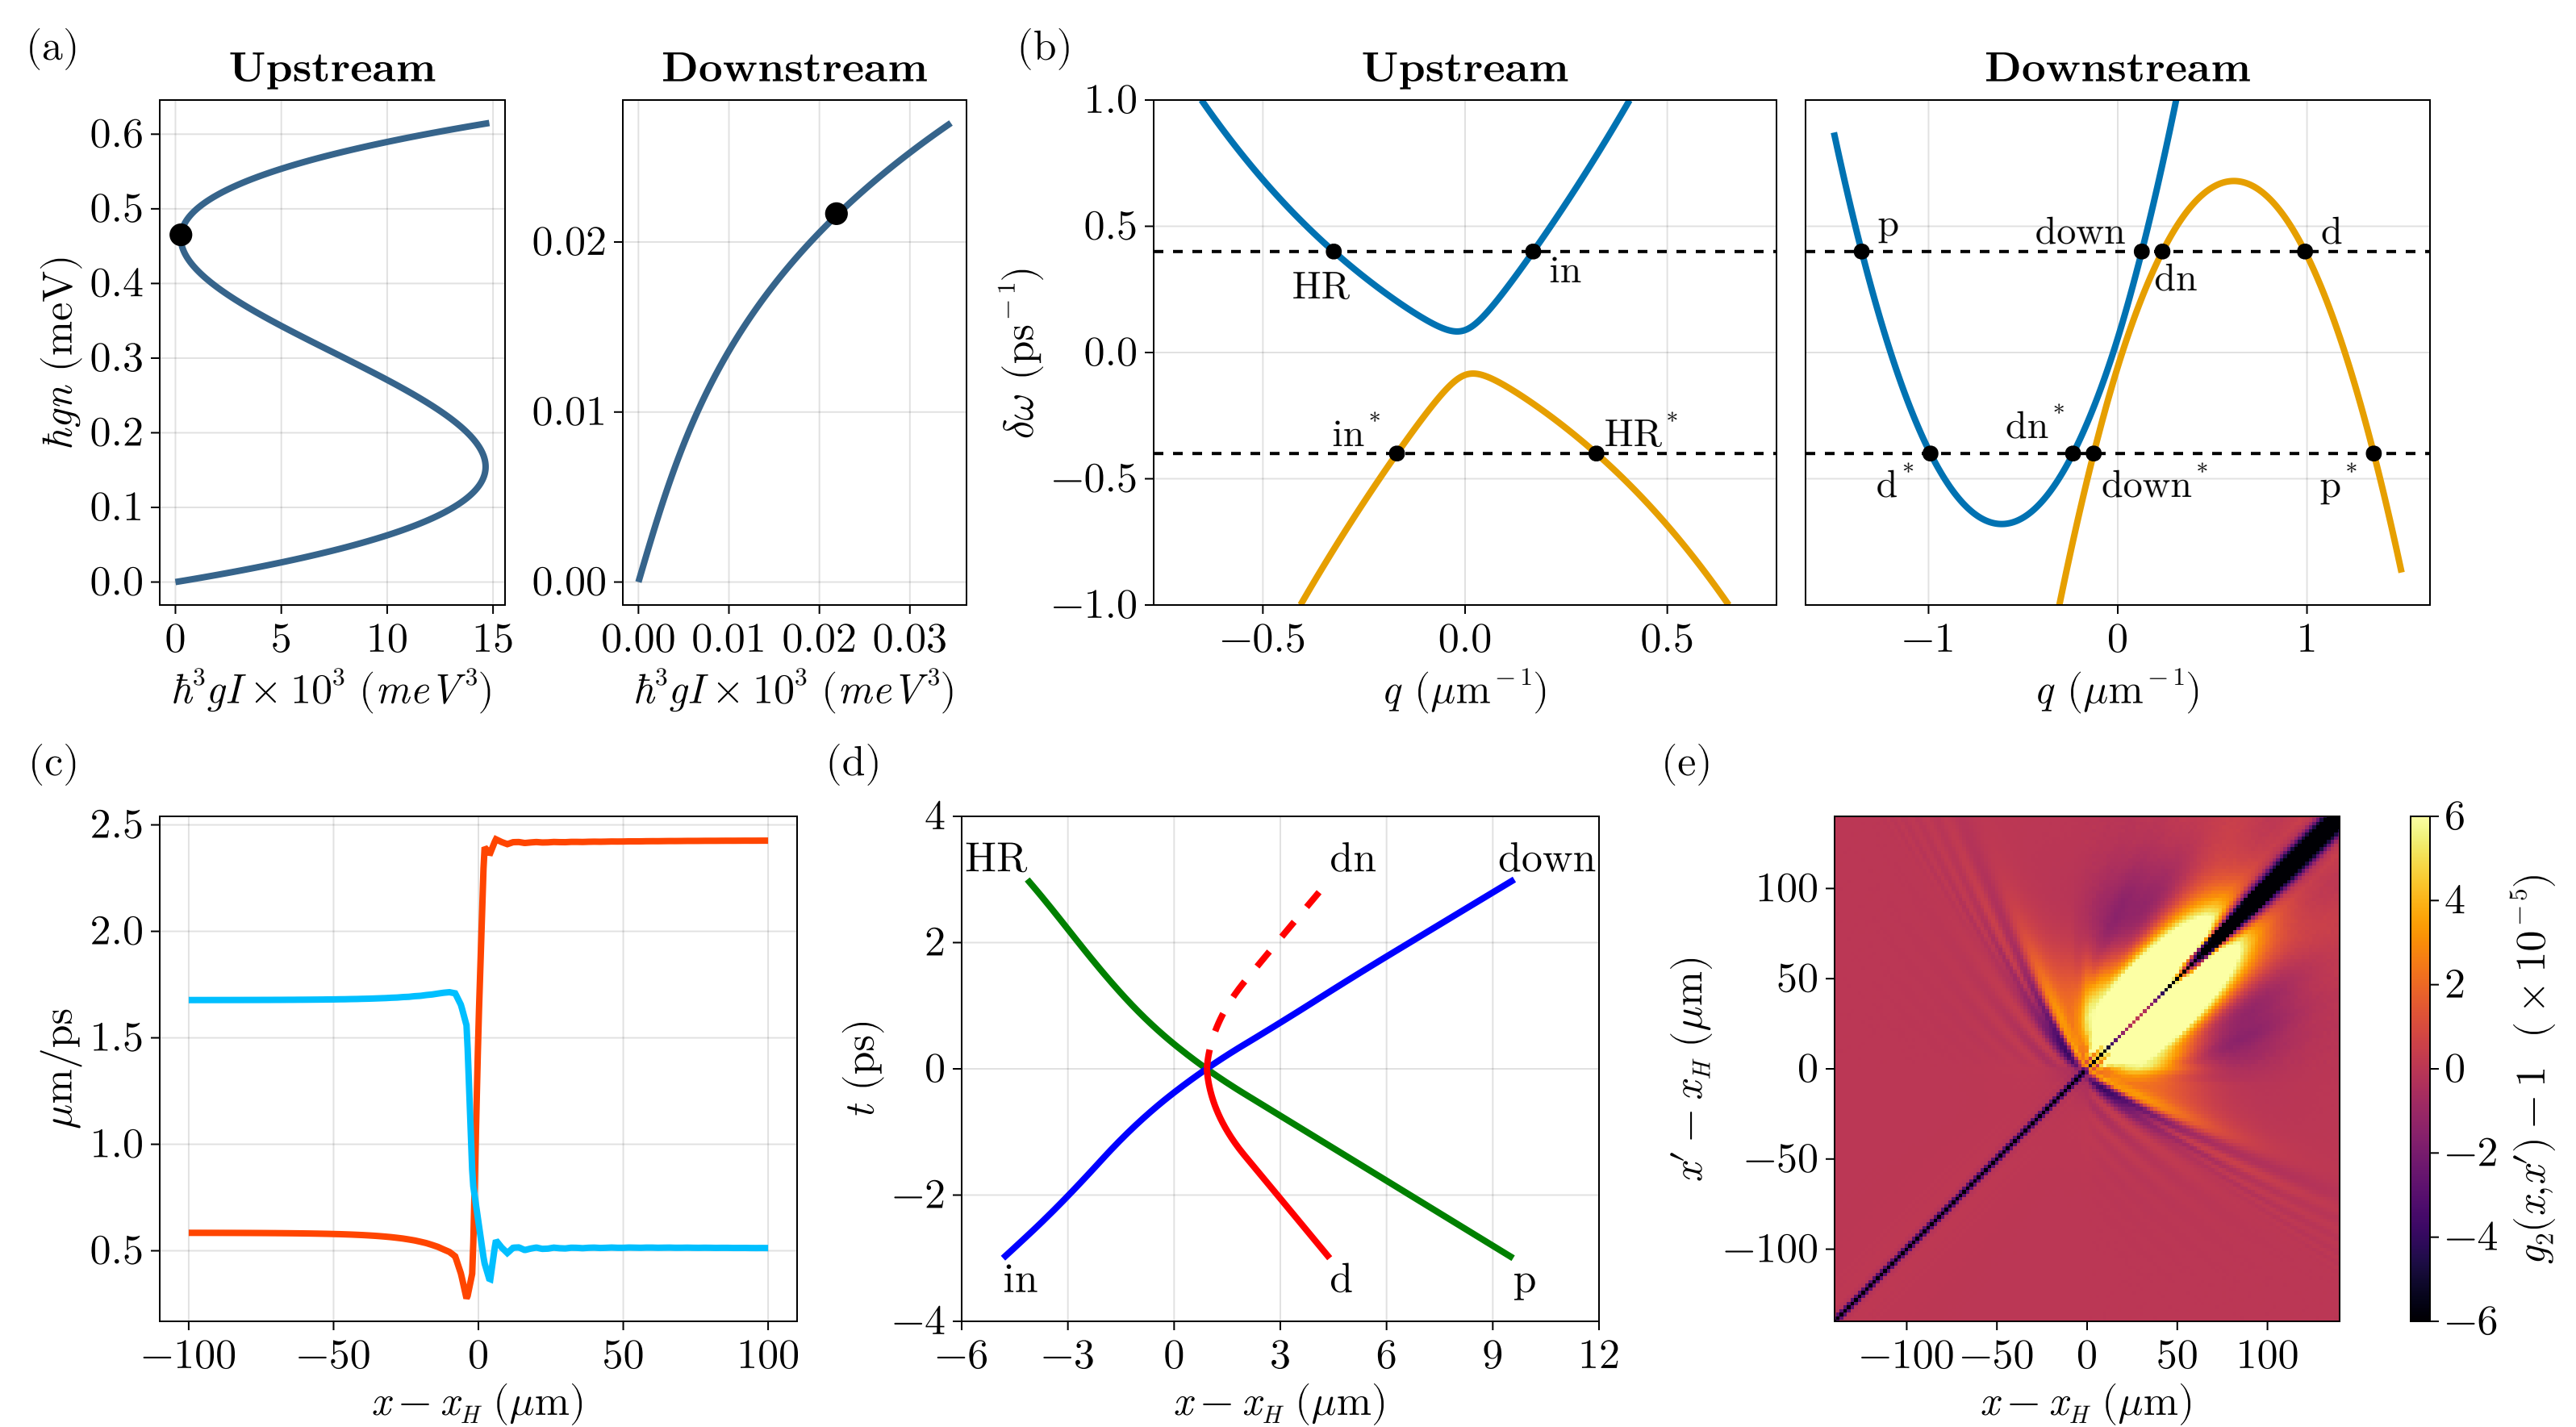 (a)
Upstream
Downstream
0.6
0.5
0.4
0.3
0.2
0.1
0.0
ħgn (meV)
0 5 10 15
ħ³gI × 10³ (meV³)
0.02
0.01
0.00
0.00 0.01 0.02 0.03
ħ³gI × 10³ (meV³)
(b)
Upstream
Downstream
1.0
0.5
0.0
−0.5
−1.0
δω (ps⁻¹)
HR
in
in*
HR*
−0.5 0.0 0.5
q (μm⁻¹)
p
down
dn
d
dn*
d*
down*
p*
−1 0 1
q (μm⁻¹)
(c)
2.5
2.0
1.5
1.0
0.5
μm/ps
−100 −50 0 50 100
x − x_H (μm)
(d)
4
2
0
−2
−4
t (ps)
HR
dn
down
in
d
p
−6 −3 0 3 6 9 12
x − x_H (μm)
(e)
100
50
0
−50
−100
x′ − x_H (μm)
−100 −50 0 50 100
x − x_H (μm)
6
4
2
0
−2
−4
−6
g₂(x,x′) − 1 (× 10⁻⁵)